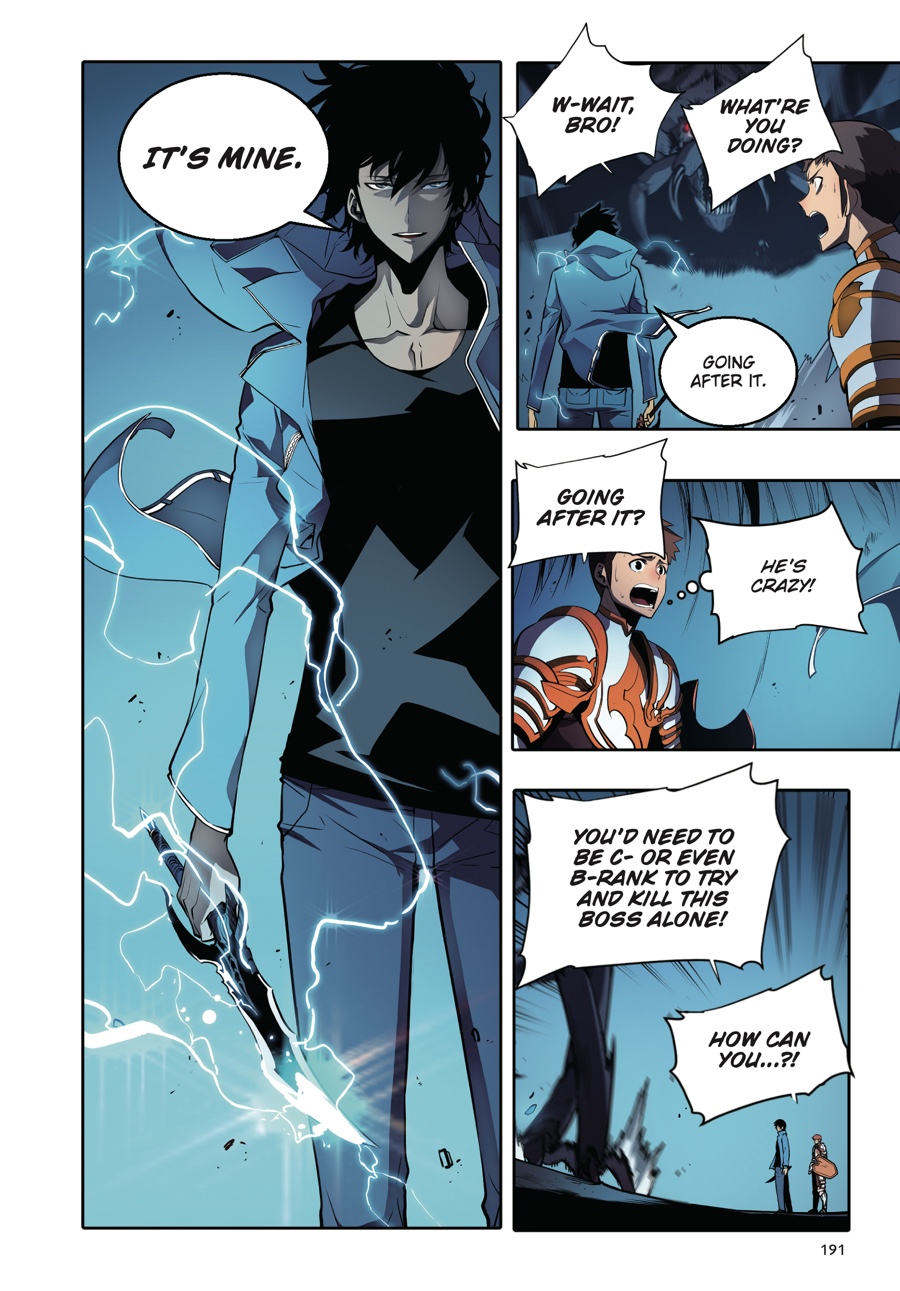 IT'S MINE.
W-WAIT,
BRO!
WHAT'RE
YOU
DOING?
GOING
AFTER IT.
GOING
AFTER IT?
HE'S
CRAZY!
YOU'D NEED TO
BE C- OR EVEN
B-RANK TO TRY
AND KILL THIS
BOSS ALONE!
HOW CAN
YOU...?!
191